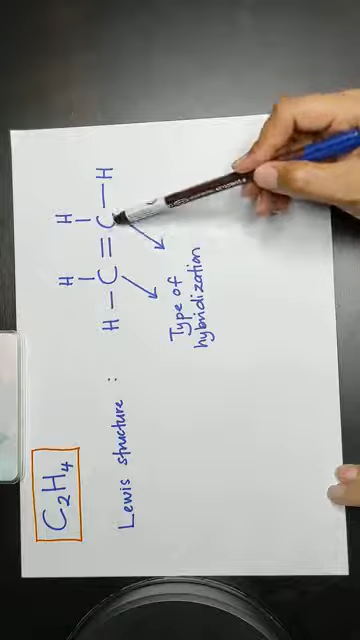 C₂H₄
Lewis structure :
H H
H – C = C – H
Type of
hybridization